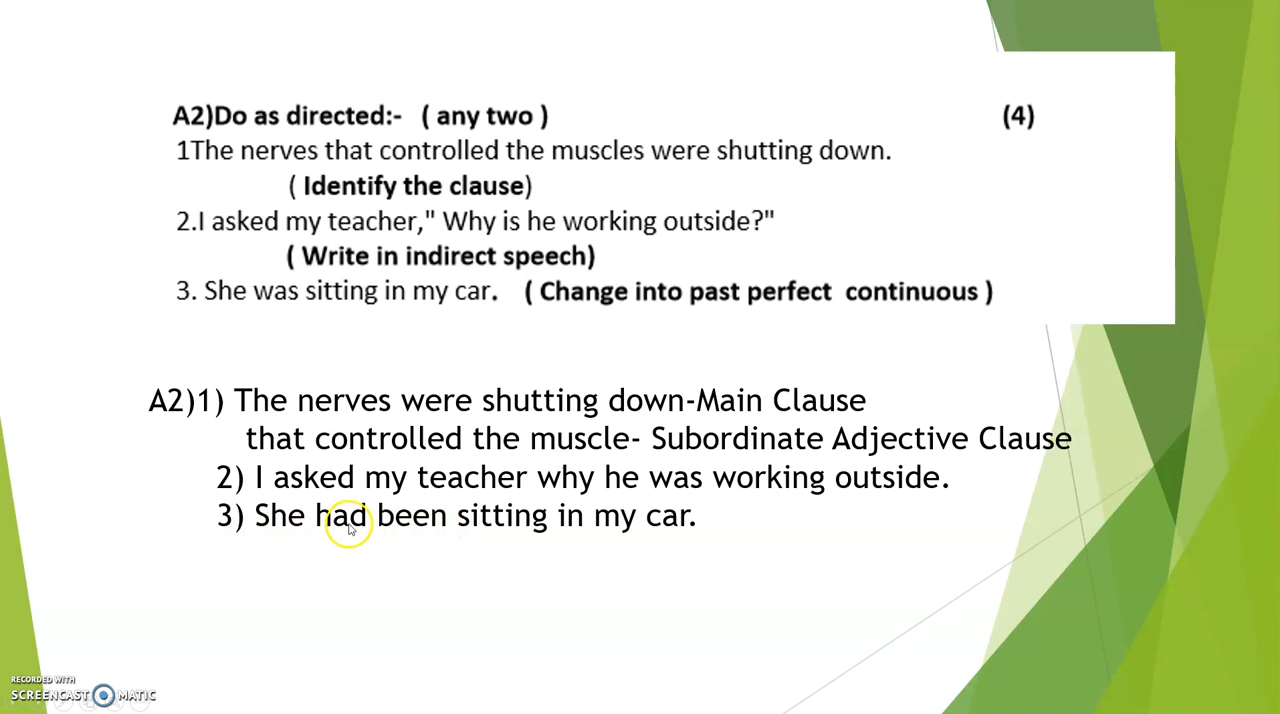 A2)Do as directed:- ( any two ) (4)
1The nerves that controlled the muscles were shutting down.
( Identify the clause)
2.I asked my teacher," Why is he working outside?"
( Write in indirect speech)
3. She was sitting in my car. ( Change into past perfect continuous )
A2)1) The nerves were shutting down-Main Clause
that controlled the muscle- Subordinate Adjective Clause
2) I asked my teacher why he was working outside.
3) She had been sitting in my car.
RECORDED WITH
SCREENCAST MATIC